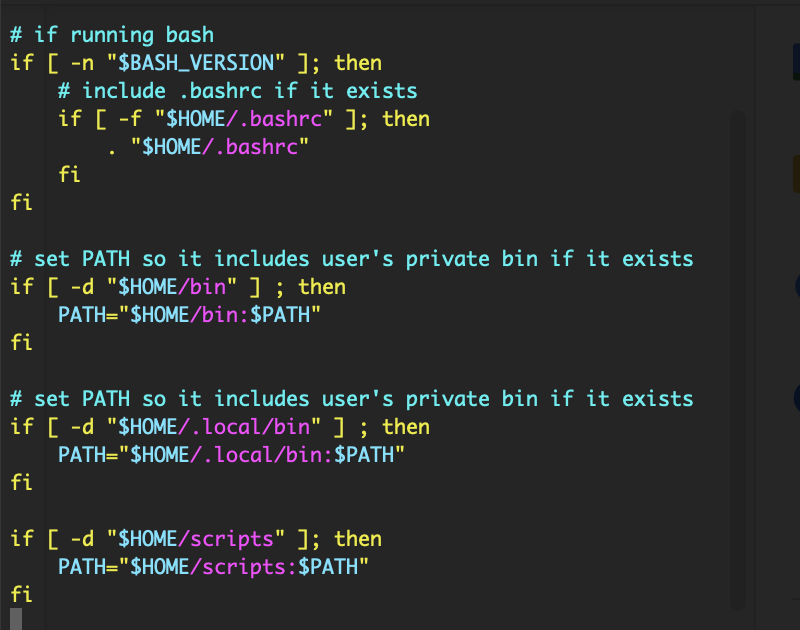 # if running bash
if [ -n "$BASH_VERSION" ]; then
    # include .bashrc if it exists
    if [ -f "$HOME/.bashrc" ]; then
        . "$HOME/.bashrc"
    fi
fi

# set PATH so it includes user's private bin if it exists
if [ -d "$HOME/bin" ] ; then
    PATH="$HOME/bin:$PATH"
fi

# set PATH so it includes user's private bin if it exists
if [ -d "$HOME/.local/bin" ] ; then
    PATH="$HOME/.local/bin:$PATH"
fi

if [ -d "$HOME/scripts" ]; then
    PATH="$HOME/scripts:$PATH"
fi